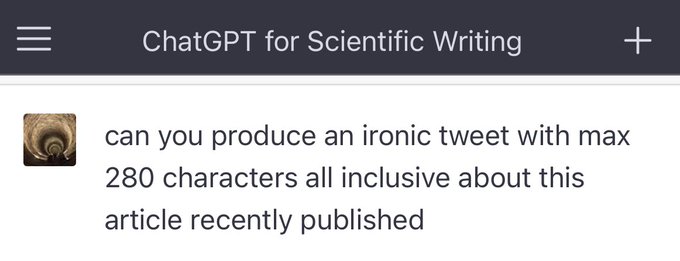 ChatGPT for Scientific Writing
can you produce an ironic tweet with max
280 characters all inclusive about this
article recently published